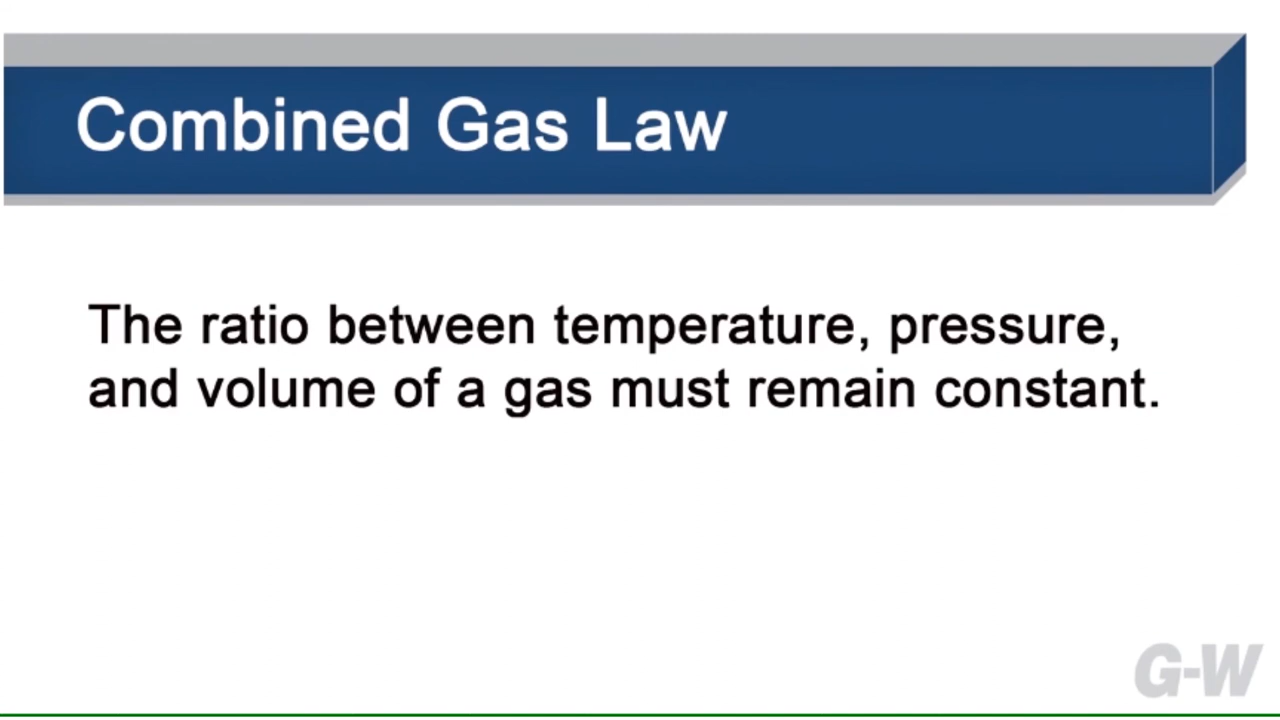 Combined Gas Law
The ratio between temperature, pressure,
and volume of a gas must remain constant.
G-W